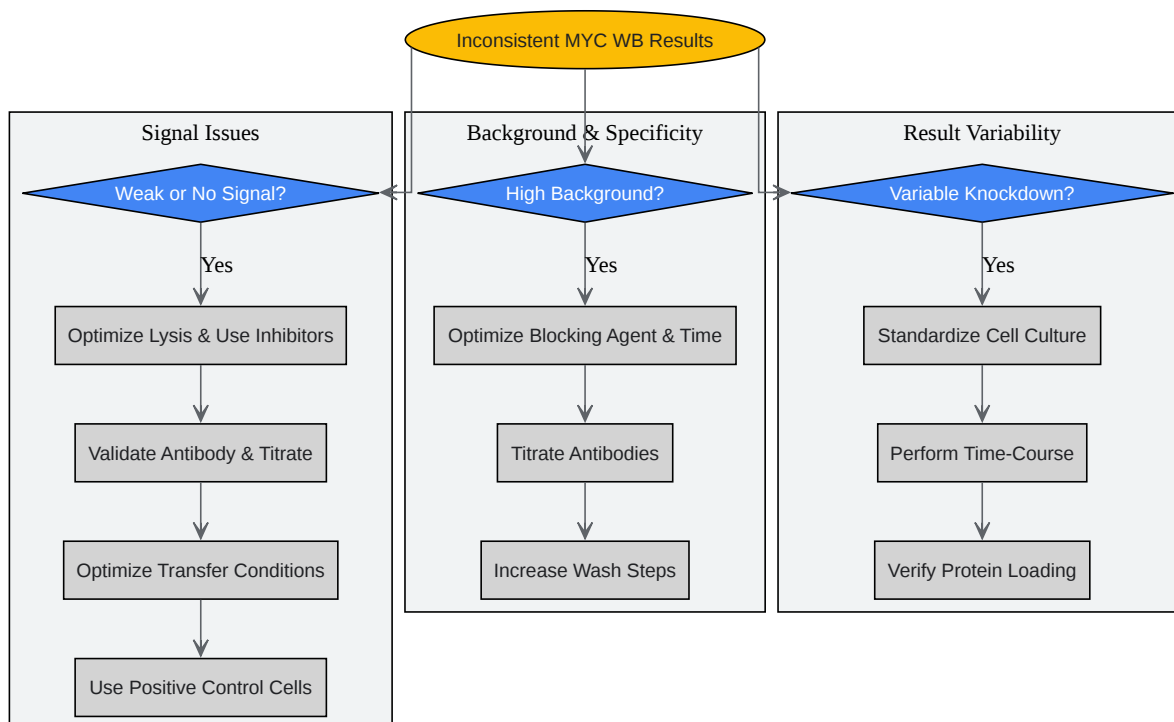 Inconsistent MYC WB Results
Signal Issues
Weak or No Signal?
Yes
Optimize Lysis & Use Inhibitors
Validate Antibody & Titrate
Optimize Transfer Conditions
Use Positive Control Cells
Background & Specificity
High Background?
Yes
Optimize Blocking Agent & Time
Titrate Antibodies
Increase Wash Steps
Result Variability
Variable Knockdown?
Yes
Standardize Cell Culture
Perform Time-Course
Verify Protein Loading